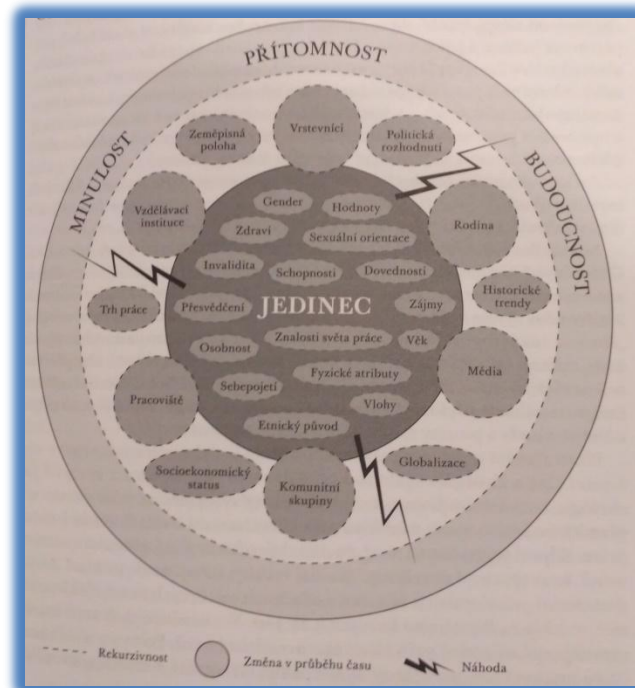 PŘÍTOMNOST
MINULOST
BUDOUCNOST
Vrstevníci
Zeměpisná
poloha
Politická
rozhodnutí
Vzdělávací
instituce
Rodina
Gender
Hodnoty
Zdraví
Sexuální orientace
Invalidita
Schopnosti
Dovednosti
Historické
trendy
Trh práce
Přesvědčení
JEDINEC
Zájmy
Osobnost
Znalosti světa práce
Věk
Média
Fyzické atributy
Sebepojetí
Pracoviště
Vlohy
Etnický původ
Socioekonomický
status
Komunitní
skupiny
Globalizace
Rekurzivnost
Změna v průběhu času
Náhoda